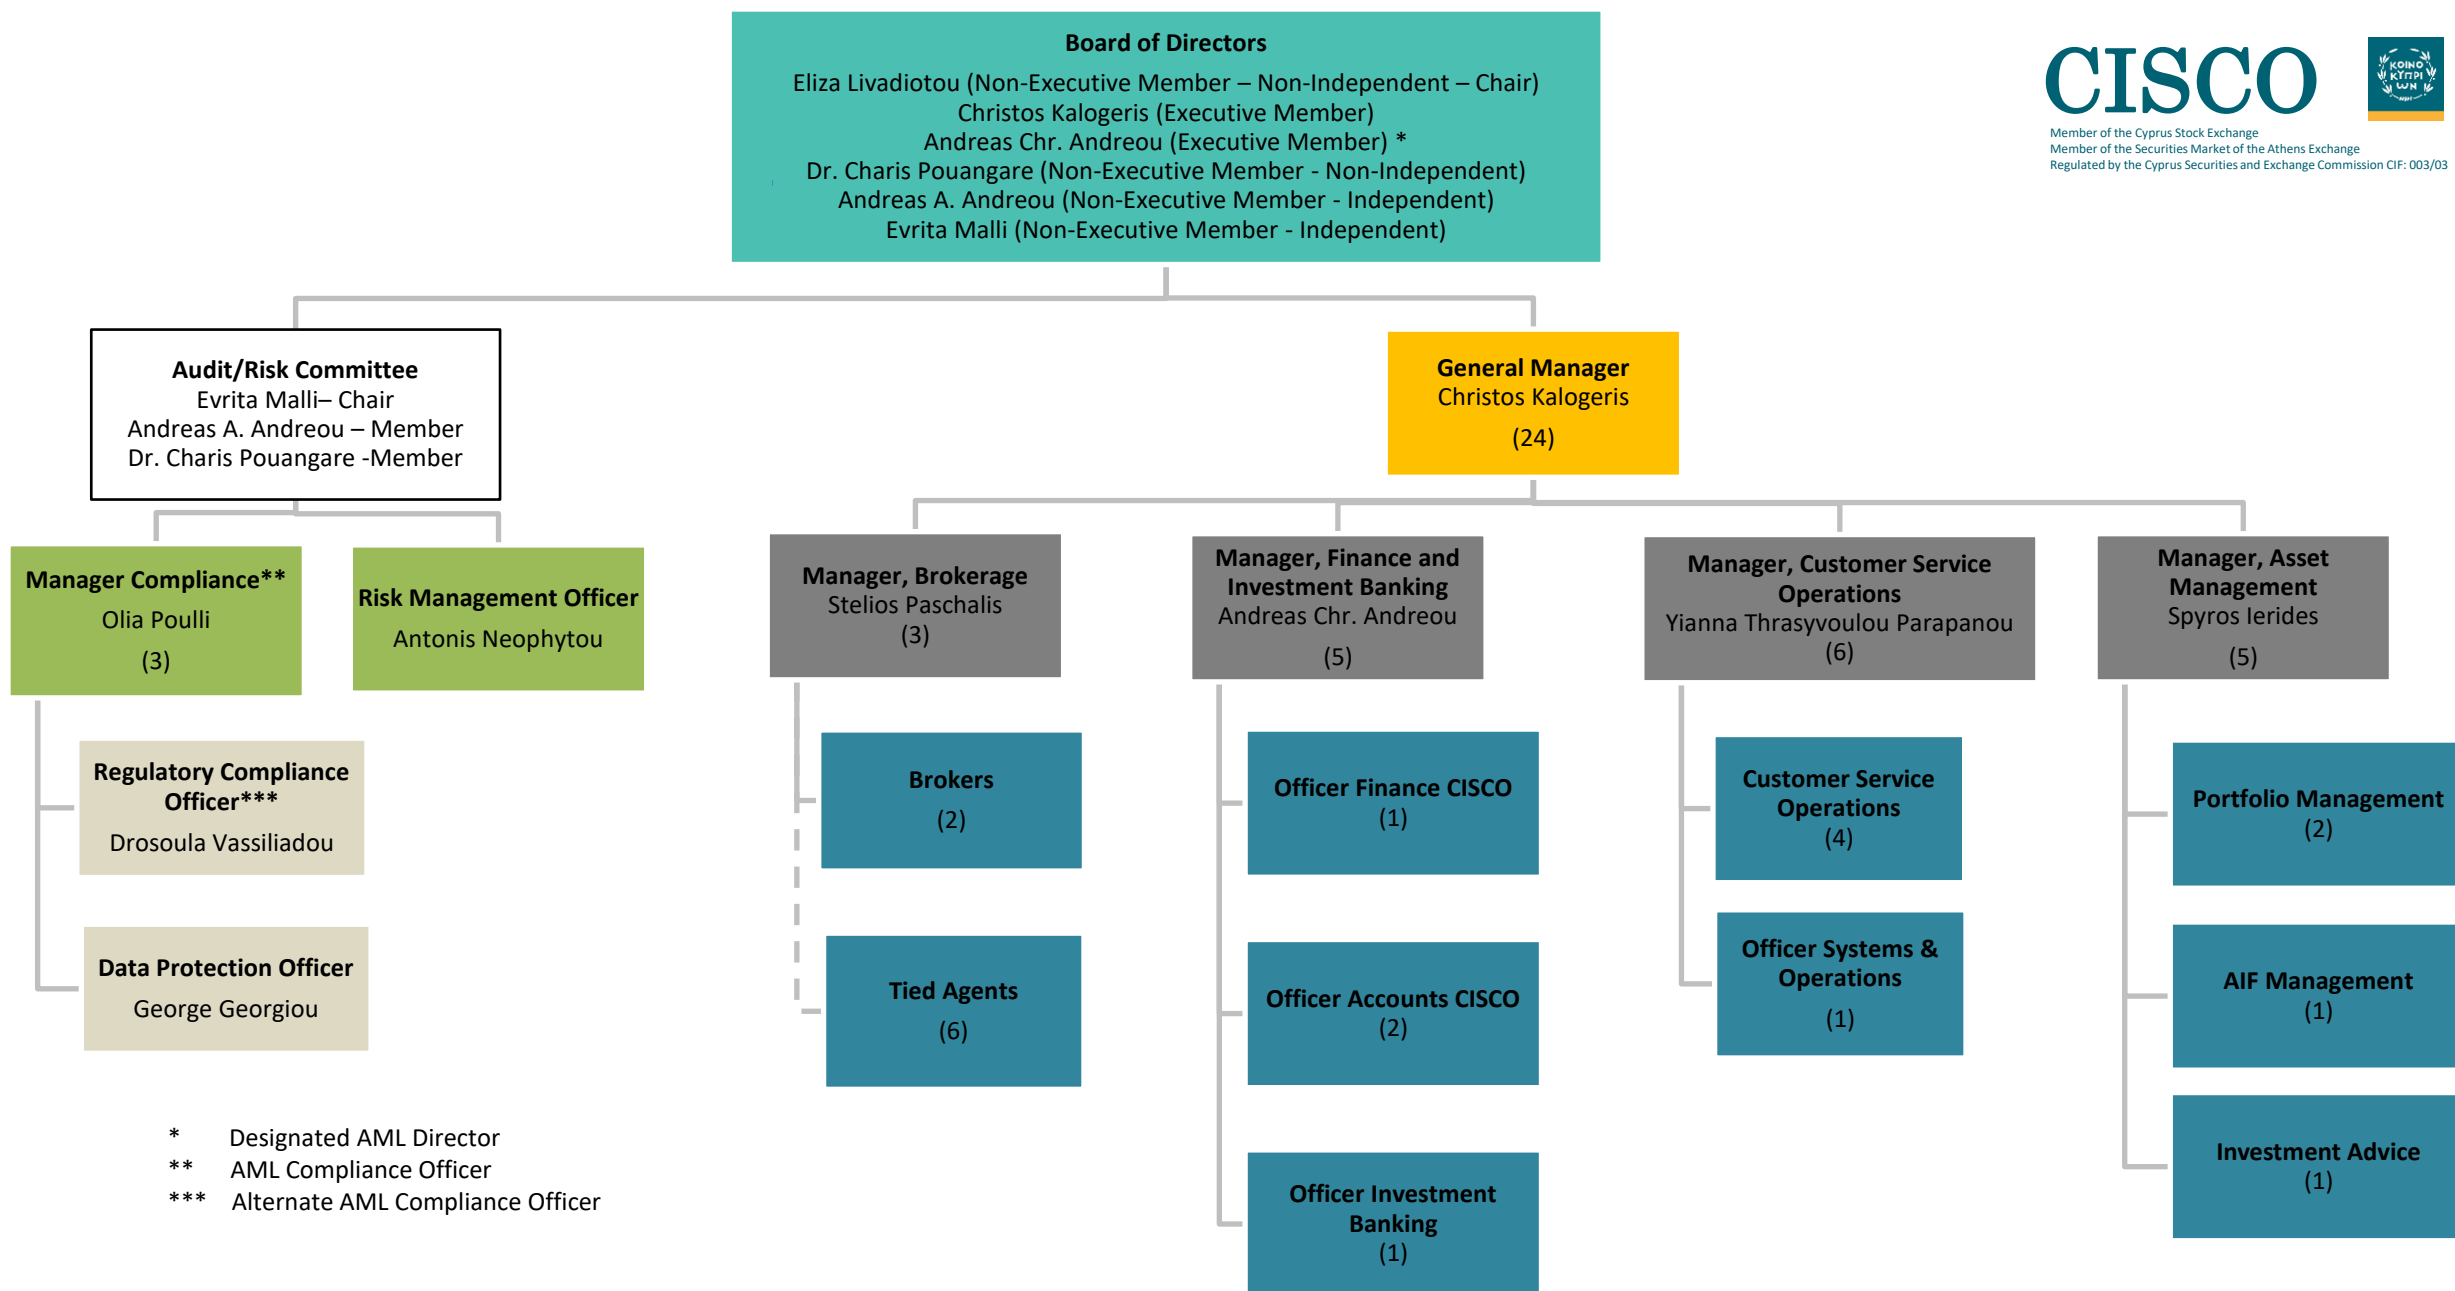 Board of Directors
Eliza Livadiotou (Non-Executive Member – Non-Independent – Chair)
Christos Kalogeris (Executive Member)
Andreas Chr. Andreou (Executive Member) *
Dr. Charis Pouangare (Non-Executive Member - Non-Independent)
Andreas A. Andreou (Non-Executive Member - Independent)
Evrita Malli (Non-Executive Member - Independent)
CISCO
ΚΟΙΝΟ
ΚΥΠΡΙ
ΩΝ
Member of the Cyprus Stock Exchange
Member of the Securities Market of the Athens Exchange
Regulated by the Cyprus Securities and Exchange Commission CIF: 003/03
Audit/Risk Committee
Evrita Malli– Chair
Andreas A. Andreou – Member
Dr. Charis Pouangare -Member
General Manager
Christos Kalogeris
(24)
Manager Compliance**
Olia Poulli
(3)
Risk Management Officer
Antonis Neophytou
Manager, Brokerage
Stelios Paschalis
(3)
Manager, Finance and
Investment Banking
Andreas Chr. Andreou
(5)
Manager, Customer Service
Operations
Yianna Thrasyvoulou Parapanou
(6)
Manager, Asset
Management
Spyros Ierides
(5)
Regulatory Compliance
Officer***
Drosoula Vassiliadou
Data Protection Officer
George Georgiou
Brokers
(2)
Tied Agents
(6)
Officer Finance CISCO
(1)
Officer Accounts CISCO
(2)
Officer Investment
Banking
(1)
Customer Service
Operations
(4)
Officer Systems &
Operations
(1)
Portfolio Management
(2)
AIF Management
(1)
Investment Advice
(1)
* Designated AML Director
** AML Compliance Officer
*** Alternate AML Compliance Officer